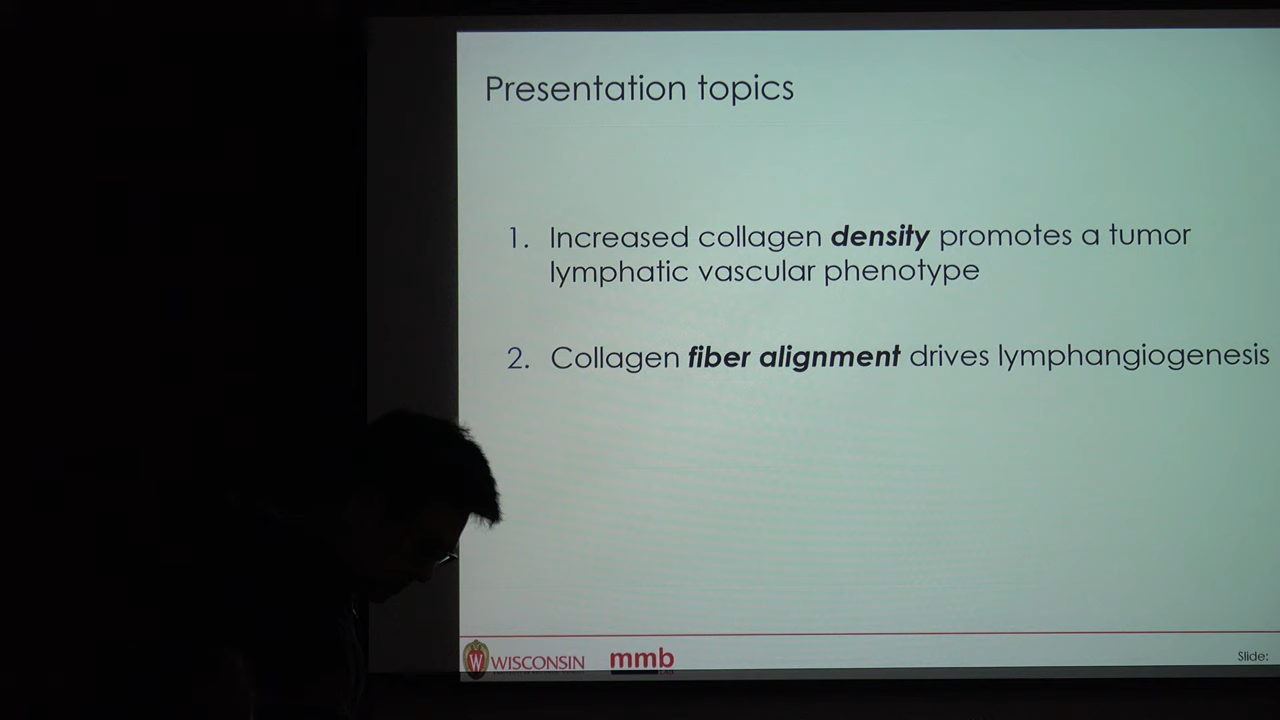 Presentation topics
1. Increased collagen density promotes a tumor
lymphatic vascular phenotype
2. Collagen fiber alignment drives lymphangiogenesis
W WISCONSIN mmb
Slide: